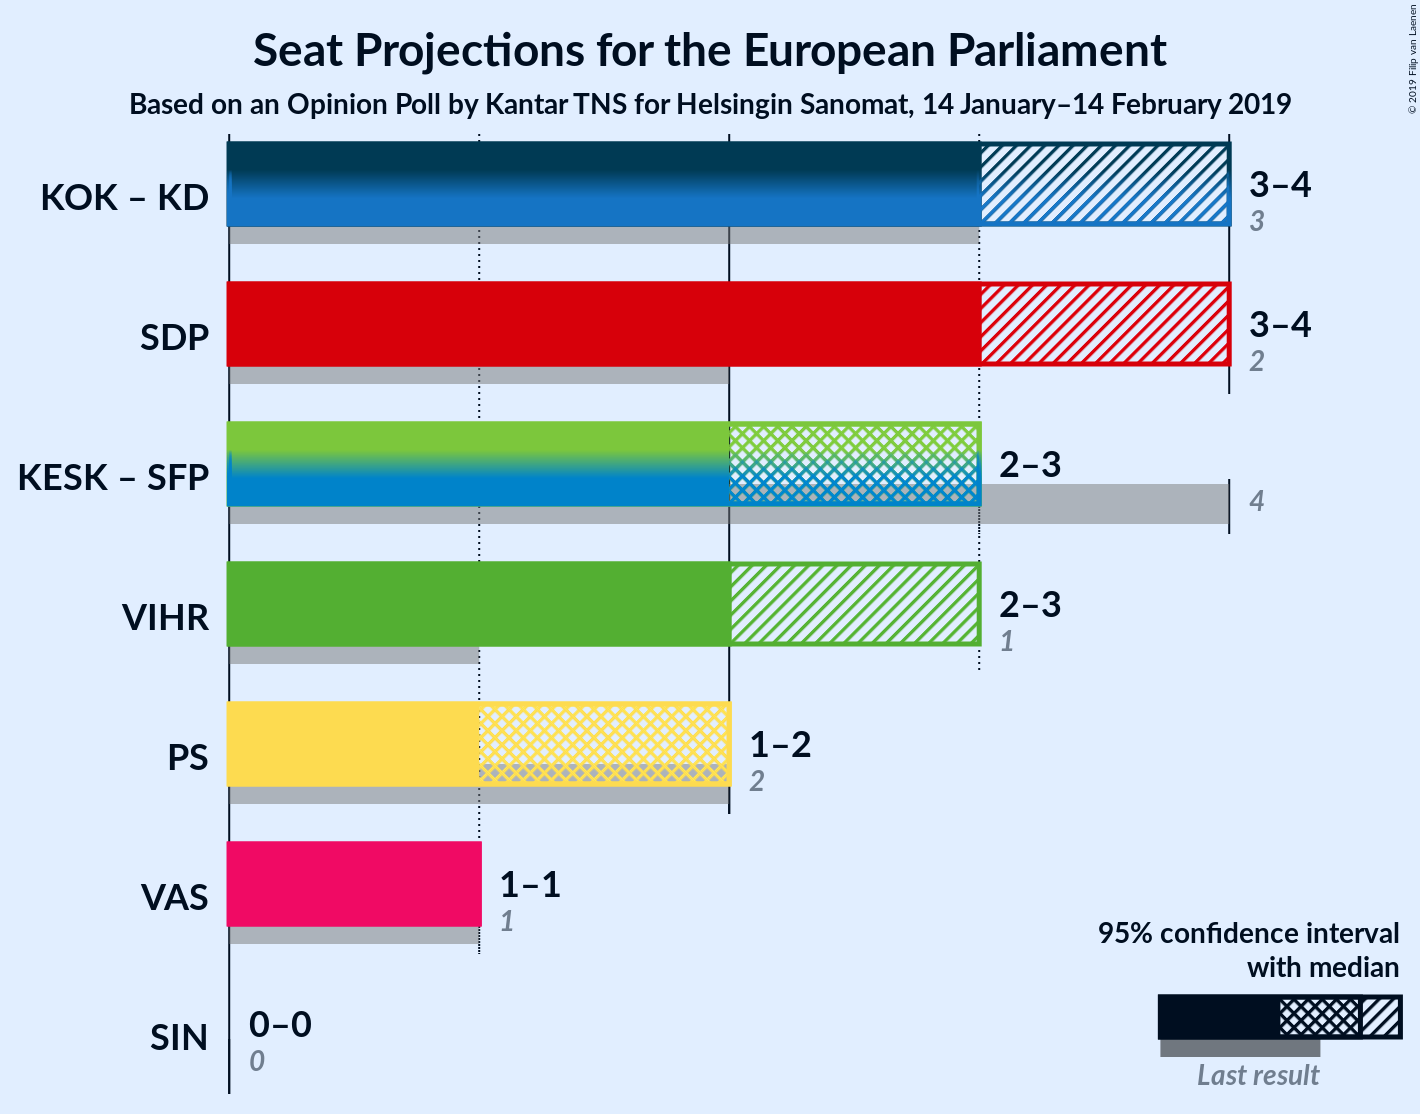 Seat Projections for the European Parliament
Based on an Opinion Poll by Kantar TNS for Helsingin Sanomat, 14 January–14 February 2019
© 2019 Filip van Laenen
KOK – KD
3–4
3
SDP
3–4
2
KESK – SFP
2–3
4
VIHR
2–3
1
PS
1–2
2
VAS
1–1
1
SIN
0–0
0
95% confidence interval
with median
Last result